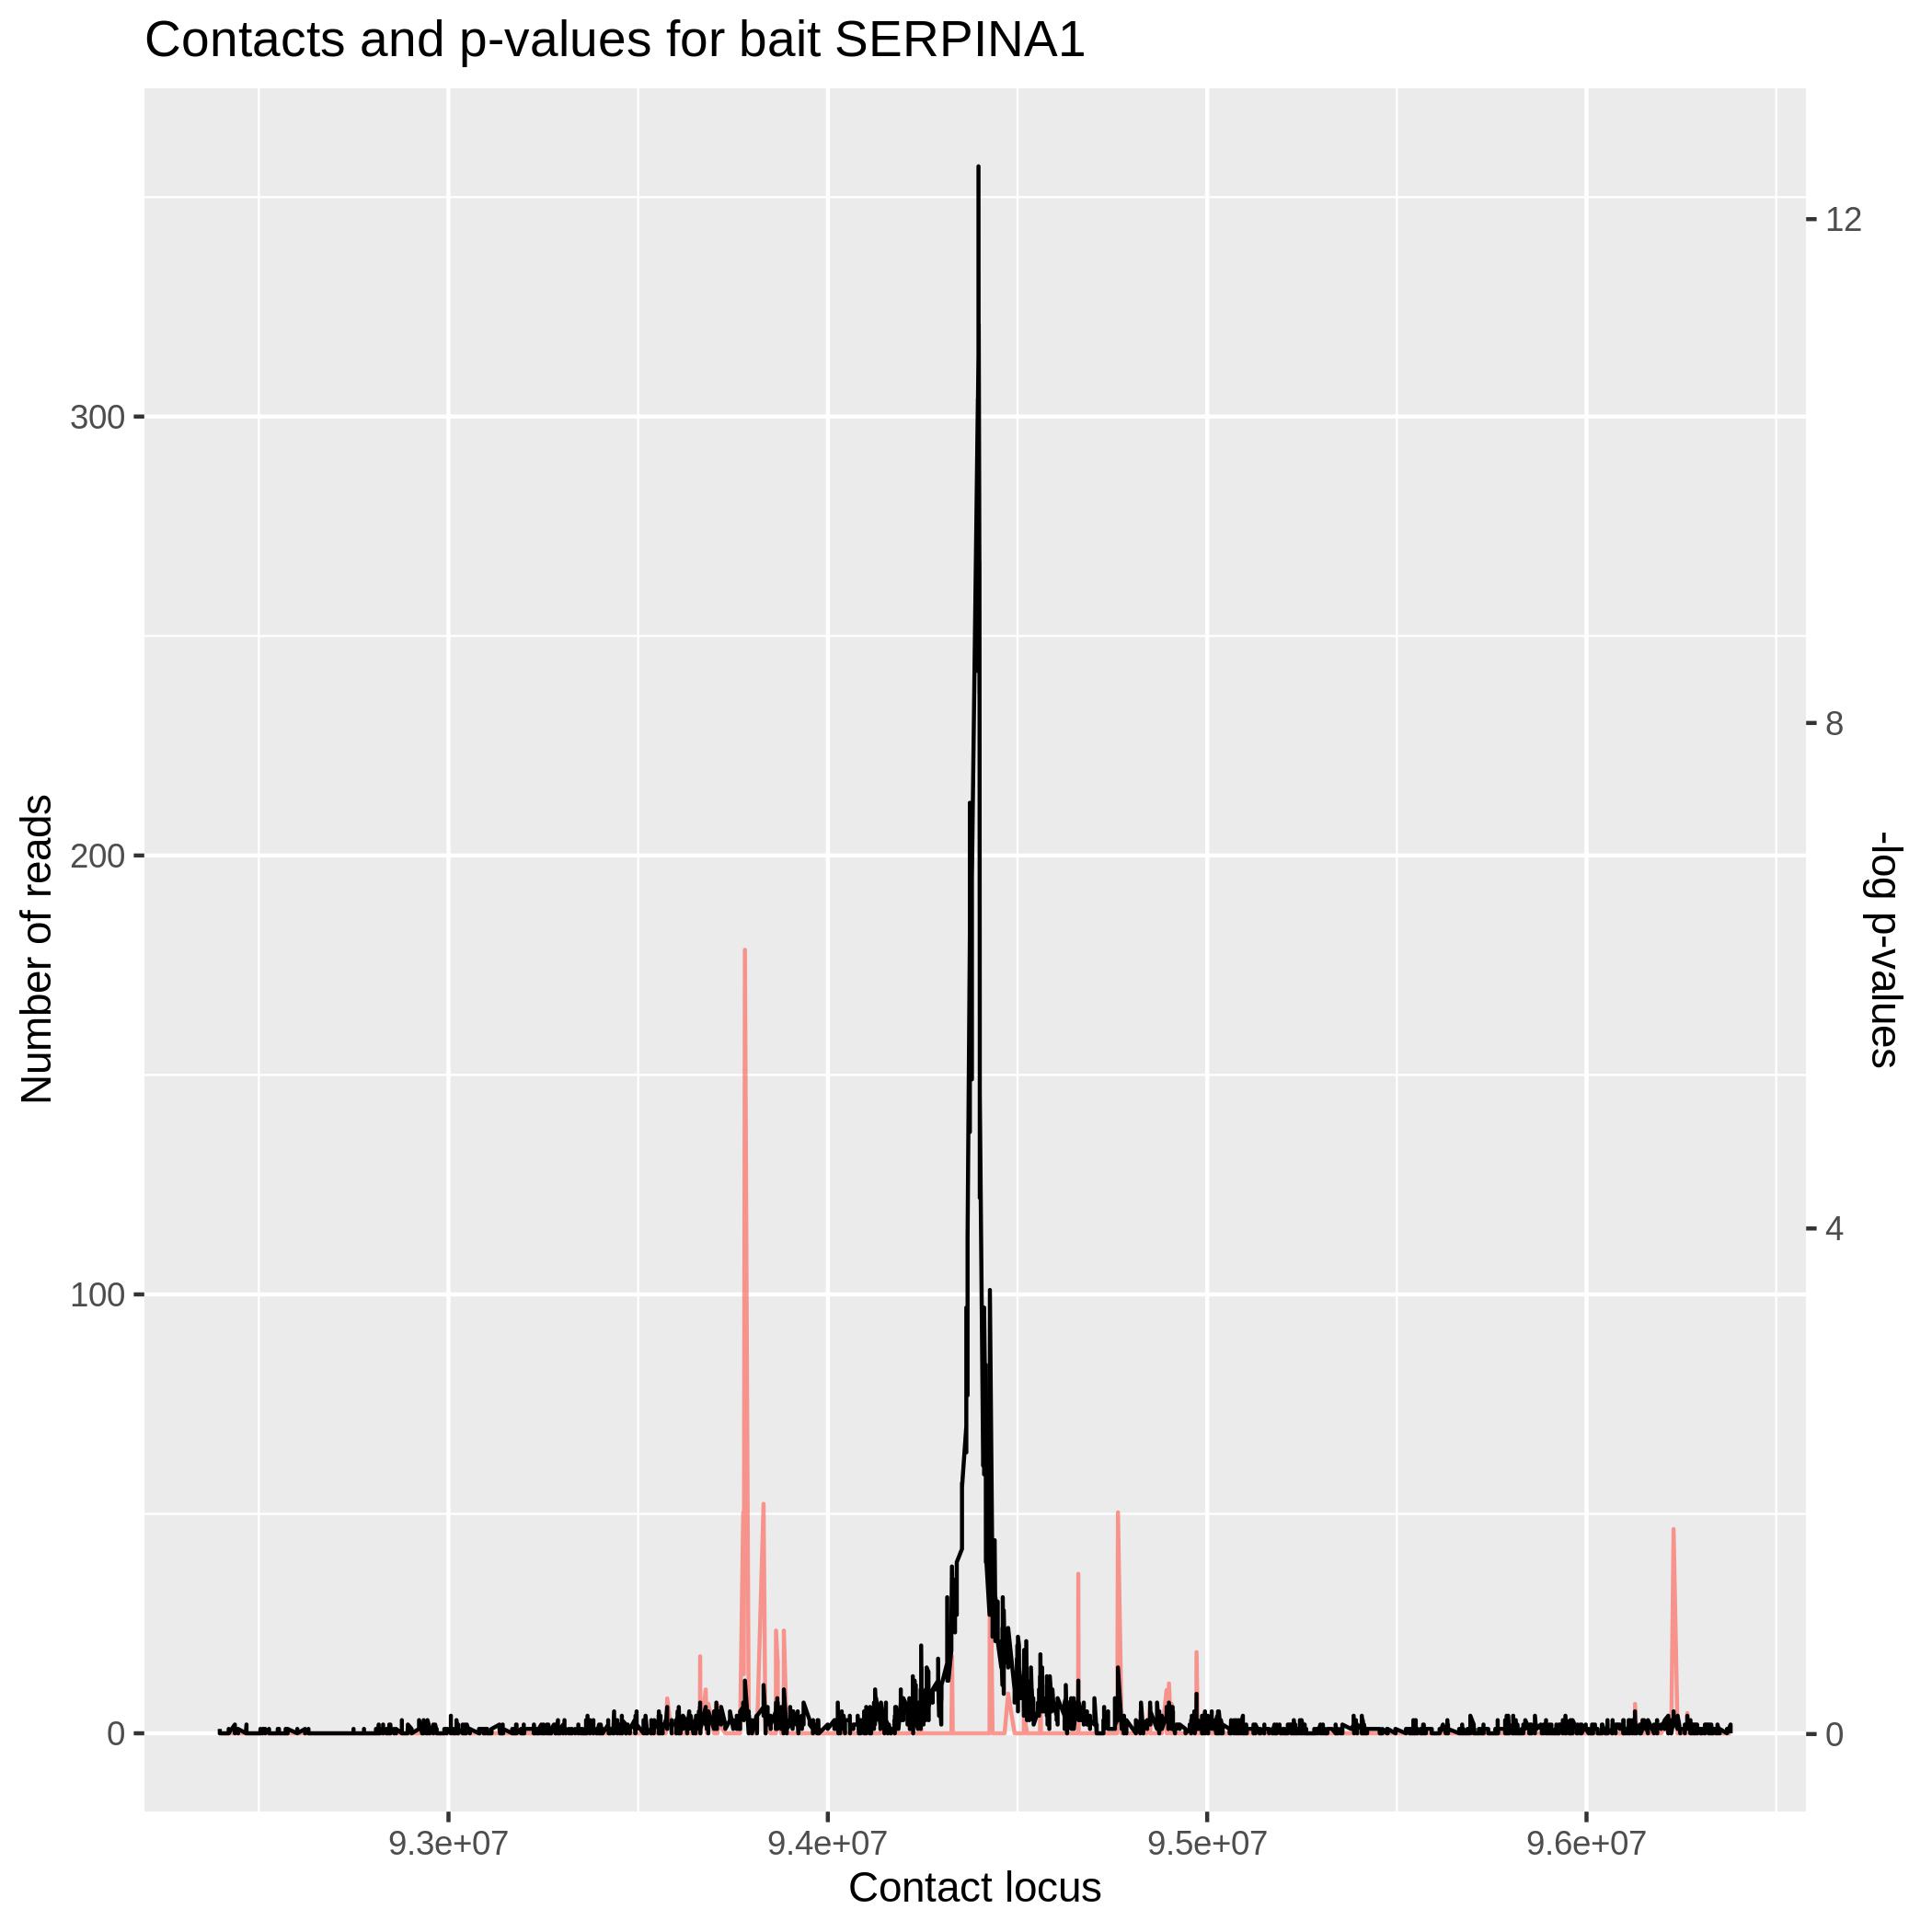 Contacts and p-values for bait SERPINA1
Number of reads
300
200
100
0
12
8
4
0
-log p-values
9.3e+07
9.4e+07
9.5e+07
9.6e+07
Contact locus